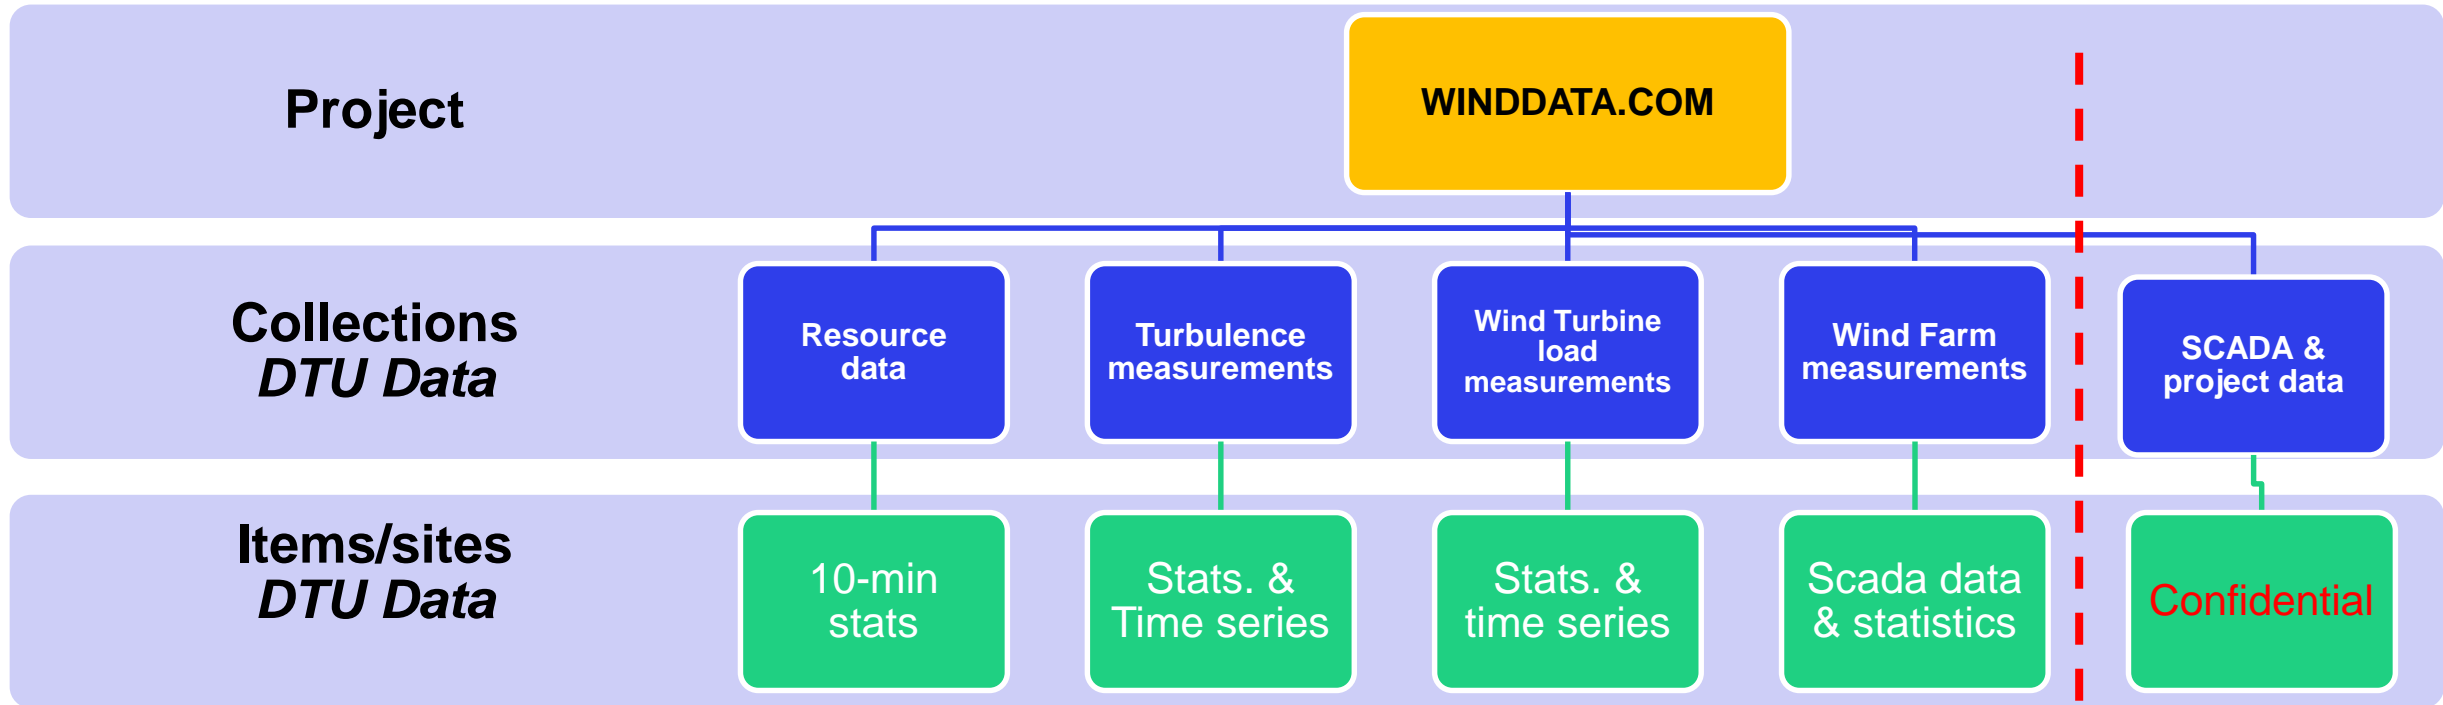 Project
WINDDATA.COM
Collections
DTU Data
Resource
data
Turbulence
measurements
Wind Turbine
load
measurements
Wind Farm
measurements
SCADA &
project data
Items/sites
DTU Data
10-min
stats
Stats. &
Time series
Stats. &
time series
Scada data
& statistics
Confidential